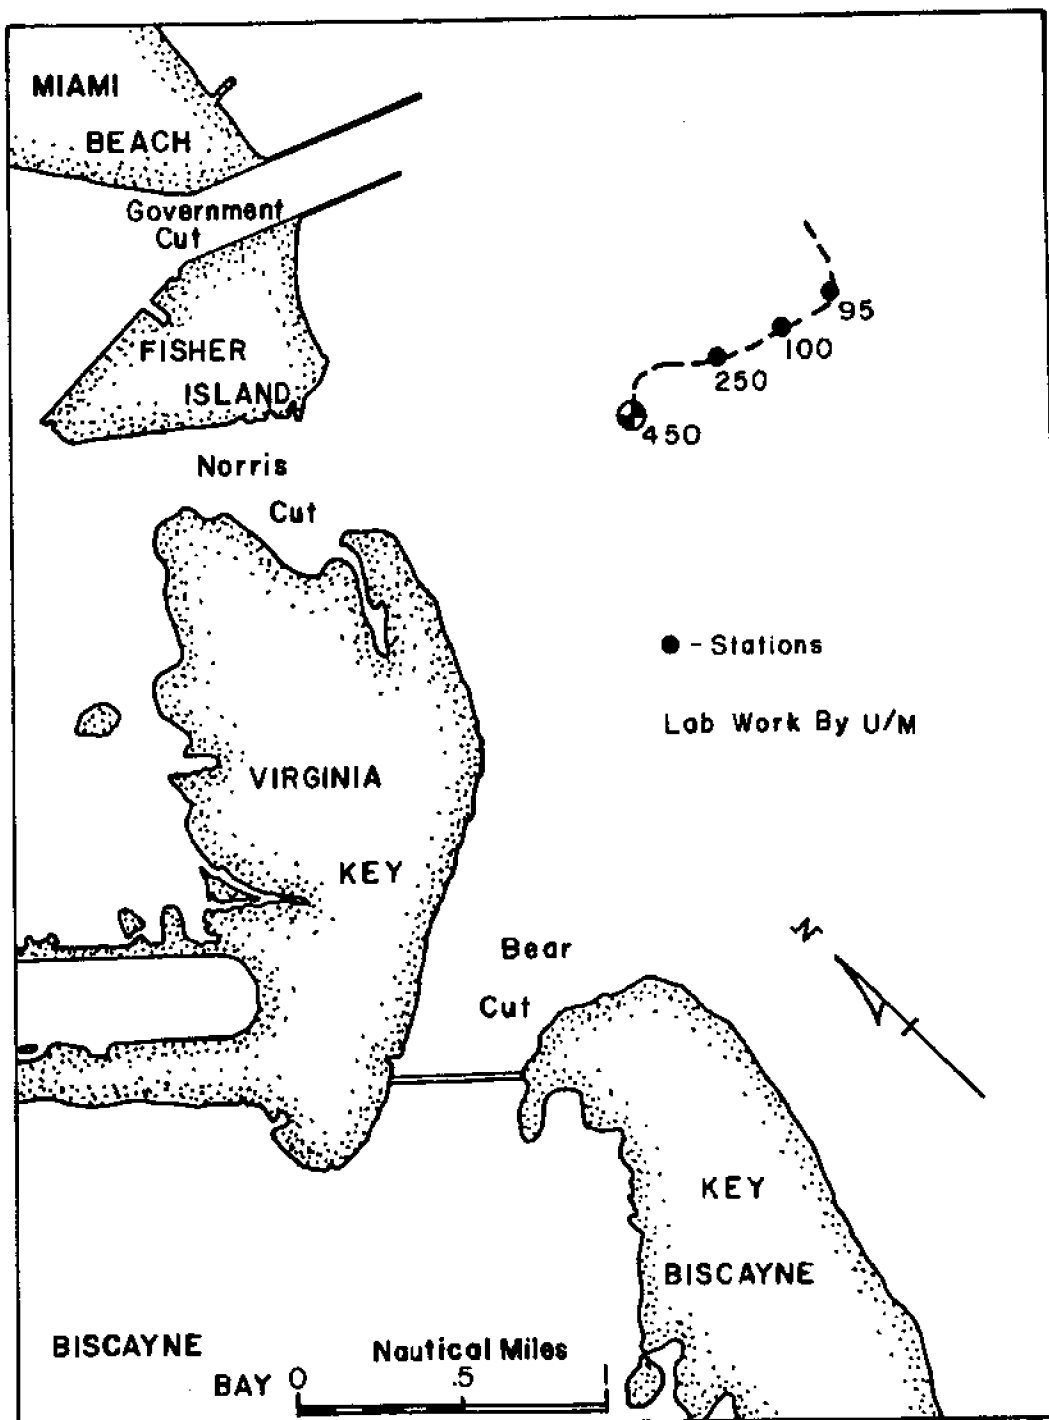 MIAMI
BEACH
Government
Cut
FISHER
ISLAND
95
100
250
450
Norris
Cut
● - Stations
Lab Work By U/M
VIRGINIA
KEY
N
Bear
Cut
KEY
BISCAYNE
BISCAYNE
BAY
Nautical Miles
0 .5 1